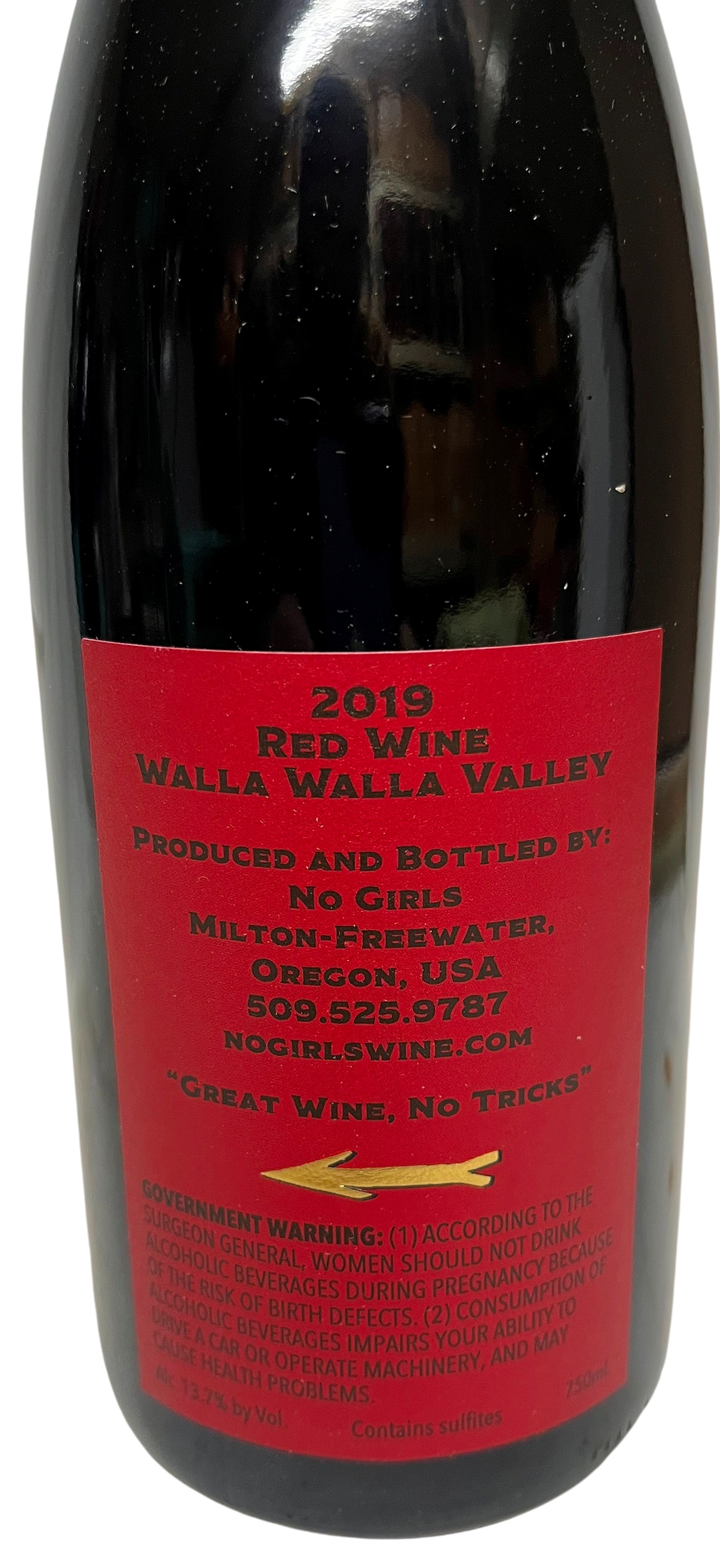 2019
RED WINE
WALLA WALLA VALLEY
PRODUCED AND BOTTLED BY:
NO GIRLS
MILTON-FREEWATER,
OREGON, USA
509.525.9787
NOGIRLSWINE.COM
“GREAT WINE, NO TRICKS”
GOVERNMENT WARNING: (1) ACCORDING TO THE
SURGEON GENERAL, WOMEN SHOULD NOT DRINK
ALCOHOLIC BEVERAGES DURING PREGNANCY BECAUSE
OF THE RISK OF BIRTH DEFECTS. (2) CONSUMPTION OF
ALCOHOLIC BEVERAGES IMPAIRS YOUR ABILITY TO
DRIVE A CAR OR OPERATE MACHINERY, AND MAY
CAUSE HEALTH PROBLEMS.
Alc 13.7% by Vol. Contains sulfites 750mL